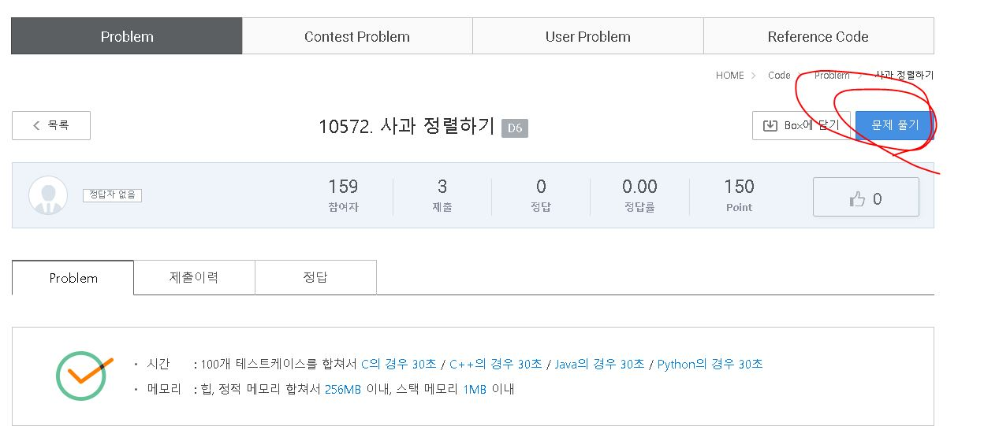 Problem Contest Problem User Problem Reference Code
HOME > Code > Problem > 사과 정렬하기
< 목록 10572. 사과 정렬하기 D6 Box에 담기 문제 풀기
정답자 없음 159 3 0 0.00 150 0
참여자 제출 정답 정답률 Point
Problem 제출이력 정답
· 시간 : 100개 테스트케이스를 합쳐서 C의 경우 30초 / C++의 경우 30초 / Java의 경우 30초 / Python의 경우 30초
· 메모리 : 힙, 정적 메모리 합쳐서 256MB 이내, 스택 메모리 1MB 이내